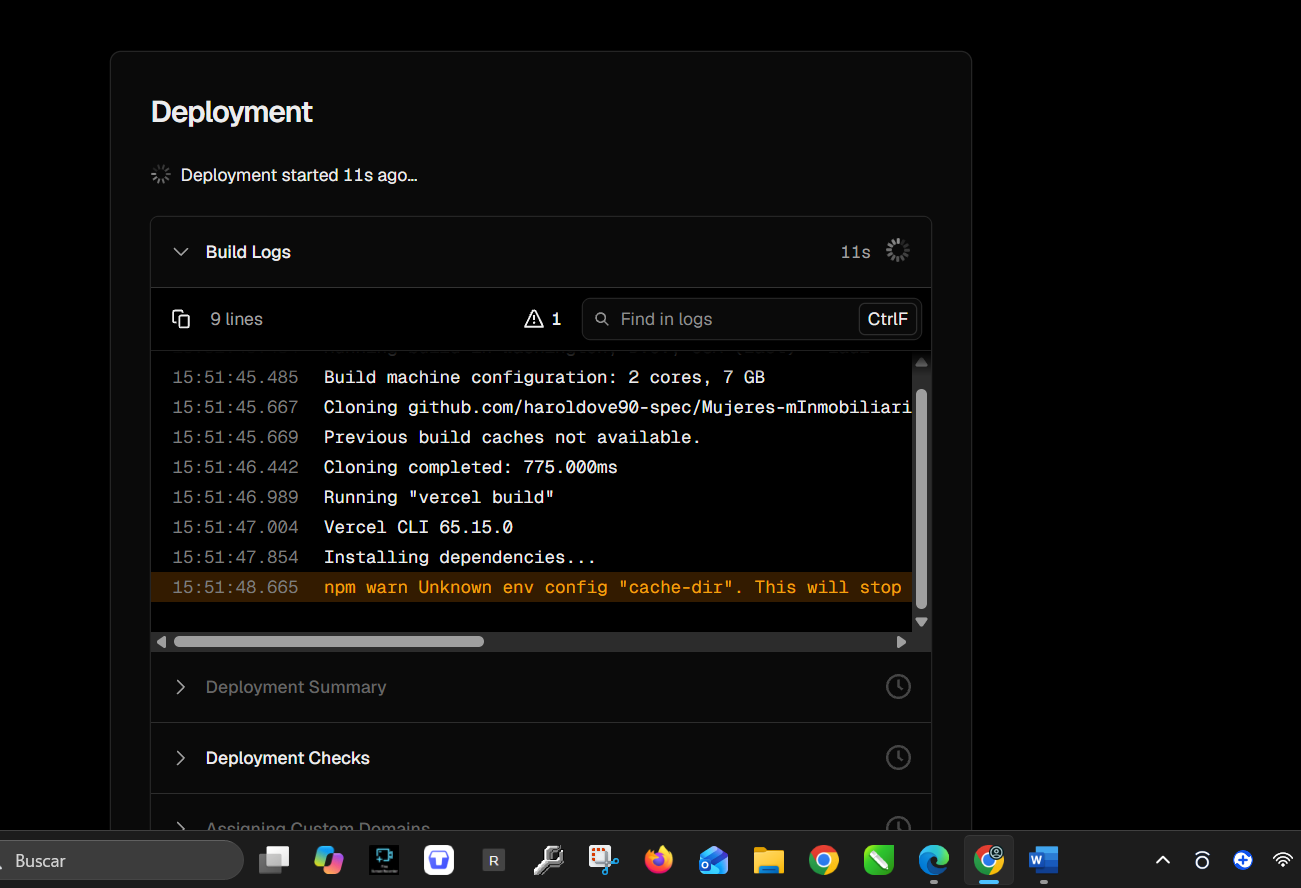 Deployment
Deployment started 11s ago...
Build Logs 11s
9 lines 1 Find in logs CtrlF
15:51:45.485 Build machine configuration: 2 cores, 7 GB
15:51:45.667 Cloning github.com/haroldove90-spec/Mujeres-mInmobiliari
15:51:45.669 Previous build caches not available.
15:51:46.442 Cloning completed: 775.000ms
15:51:46.989 Running "vercel build"
15:51:47.004 Vercel CLI 65.15.0
15:51:47.854 Installing dependencies...
15:51:48.665 npm warn Unknown env config "cache-dir". This will stop
Deployment Summary
Deployment Checks
Assigning Custom Domains
Buscar